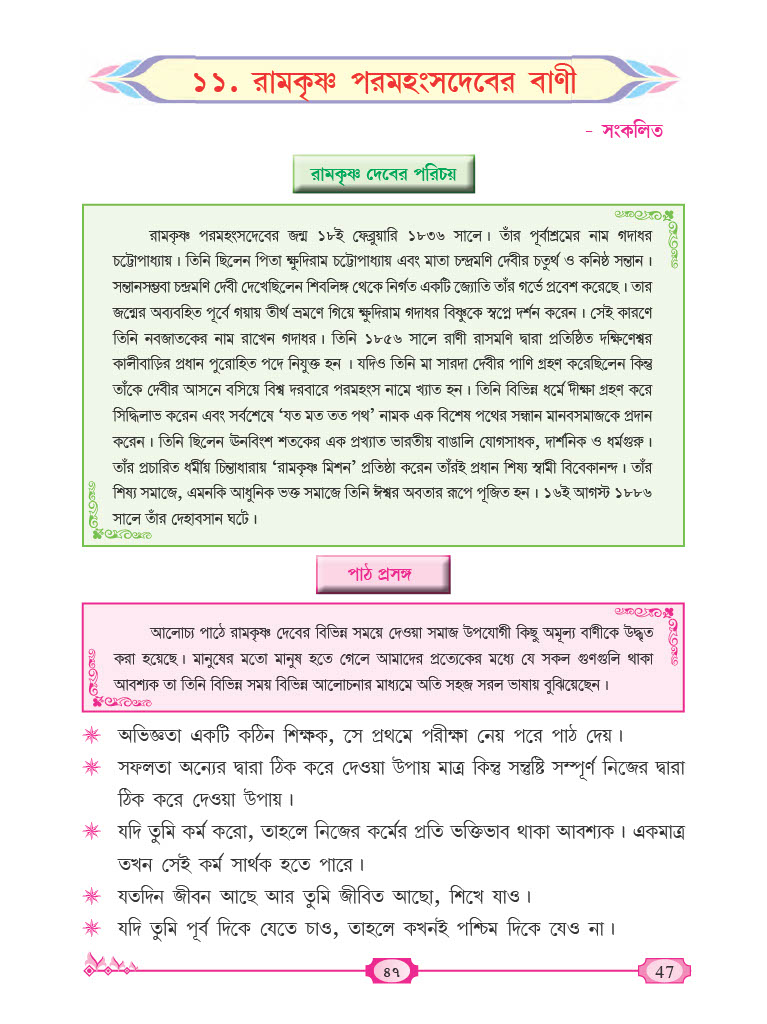 ১১. রামকৃষ্ণ পরমহংসদেবের বাণী
- সংকলিত
রামকৃষ্ণ দেবের পরিচয়
রামকৃষ্ণ পরমহংসদেবের জন্ম ১৮ই ফেব্রুয়ারি ১৮৩৬ সালে। তাঁর পূর্বাশ্রমের নাম গদাধর
চট্টোপাধ্যায়। তিনি ছিলেন পিতা ক্ষুদিরাম চট্টোপাধ্যায় এবং মাতা চন্দ্রমণি দেবীর চতুর্থ ও কনিষ্ঠ সন্তান।
সন্তানসম্ভবা চন্দ্রমণি দেবী দেখেছিলেন শিবলিঙ্গ থেকে নির্গত একটি জ্যোতি তাঁর গর্ভে প্রবেশ করেছে। তার
জন্মের অব্যবহিত পূর্বে গয়ায় তীর্থ ভ্রমণে গিয়ে ক্ষুদিরাম গদাধর বিষ্ণুকে স্বপ্নে দর্শন করেন। সেই কারণে
তিনি নবজাতকের নাম রাখেন গদাধর। তিনি ১৮৫৬ সালে রাণী রাসমণি দ্বারা প্রতিষ্ঠিত দক্ষিণেশ্বর
কালীবাড়ির প্রধান পুরোহিত পদে নিযুক্ত হন । যদিও তিনি মা সারদা দেবীর পাণি গ্রহণ করেছিলেন কিন্তু
তাঁকে দেবীর আসনে বসিয়ে বিশ্ব দরবারে পরমহংস নামে খ্যাত হন। তিনি বিভিন্ন ধর্মে দীক্ষা গ্রহণ করে
সিদ্ধিলাভ করেন এবং সর্বশেষে ‘যত মত তত পথ’ নামক এক বিশেষ পথের সন্ধান মানবসমাজকে প্রদান
করেন। তিনি ছিলেন ঊনবিংশ শতকের এক প্রখ্যাত ভারতীয় বাঙালি যোগসাধক, দার্শনিক ও ধর্মগুরু।
তাঁর প্রচারিত ধর্মীয় চিন্তাধারায় ‘রামকৃষ্ণ মিশন’ প্রতিষ্ঠা করেন তাঁরই প্রধান শিষ্য স্বামী বিবেকানন্দ। তাঁর
শিষ্য সমাজে, এমনকি আধুনিক ভক্ত সমাজে তিনি ঈশ্বর অবতার রূপে পূজিত হন। ১৬ই আগস্ট ১৮৮৬
সালে তাঁর দেহাবসান ঘটে।
পাঠ প্রসঙ্গ
আলোচ্য পাঠে রামকৃষ্ণ দেবের বিভিন্ন সময়ে দেওয়া সমাজ উপযোগী কিছু অমূল্য বাণীকে উদ্ধৃত
করা হয়েছে। মানুষের মতো মানুষ হতে গেলে আমাদের প্রত্যেকের মধ্যে যে সকল গুণগুলি থাকা
আবশ্যক তা তিনি বিভিন্ন সময় বিভিন্ন আলোচনার মাধ্যমে অতি সহজ সরল ভাষায় বুঝিয়েছেন।
✴ অভিজ্ঞতা একটি কঠিন শিক্ষক, সে প্রথমে পরীক্ষা নেয় পরে পাঠ দেয়।
✴ সফলতা অন্যের দ্বারা ঠিক করে দেওয়া উপায় মাত্র কিন্তু সন্তুষ্টি সম্পূর্ণ নিজের দ্বারা
ঠিক করে দেওয়া উপায়।
✴ যদি তুমি কর্ম করো, তাহলে নিজের কর্মের প্রতি ভক্তিভাব থাকা আবশ্যক। একমাত্র
তখন সেই কর্ম সার্থক হতে পারে।
✴ যতদিন জীবন আছে আর তুমি জীবিত আছো, শিখে যাও।
✴ যদি তুমি পূর্ব দিকে যেতে চাও, তাহলে কখনই পশ্চিম দিকে যেও না।
৪৭
47